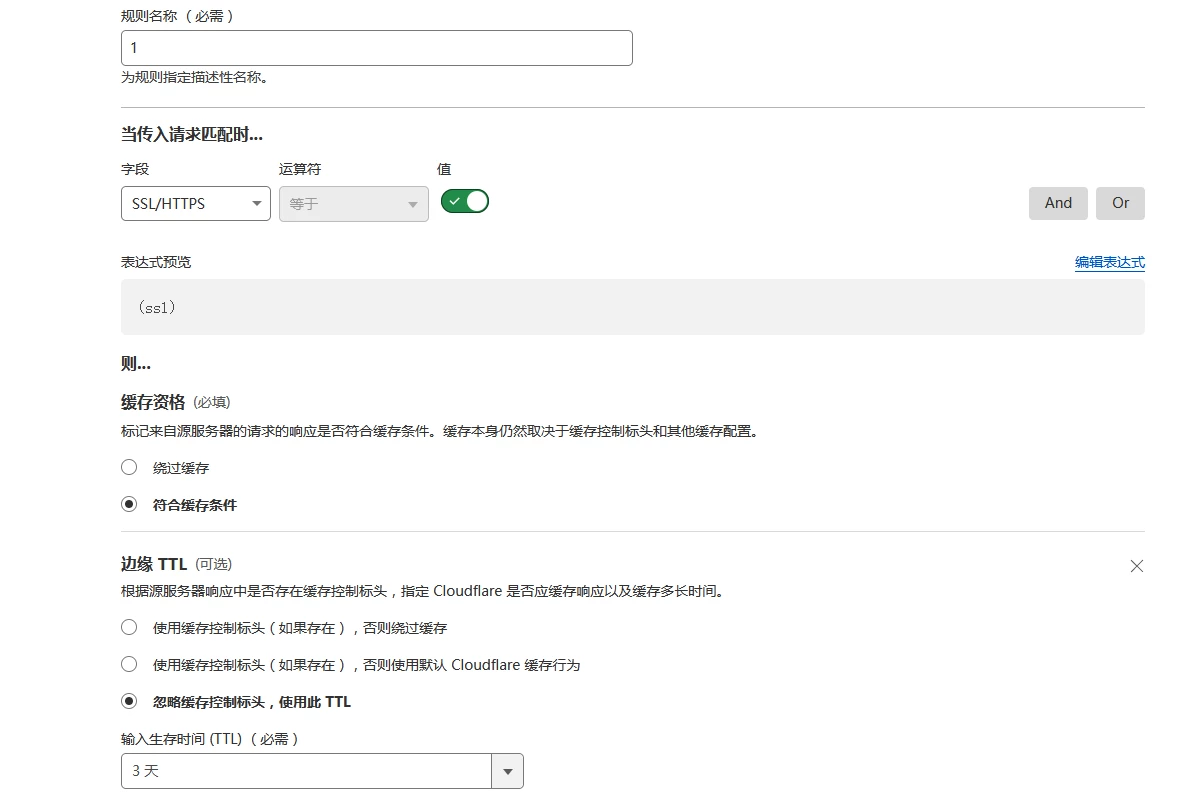 规则名称 （必需）
1
为规则指定描述性名称。
当传入请求匹配时...
字段 运算符 值
SSL/HTTPS 等于 And Or
表达式预览 编辑表达式
(ssl)
则...
缓存资格 (必填)
标记来自源服务器的请求的响应是否符合缓存条件。缓存本身仍然取决于缓存控制标头和其他缓存配置。
绕过缓存
符合缓存条件
边缘 TTL (可选)
根据源服务器响应中是否存在缓存控制标头，指定 Cloudflare 是否应缓存响应以及缓存多长时间。
使用缓存控制标头（如果存在），否则绕过缓存
使用缓存控制标头（如果存在），否则使用默认 Cloudflare 缓存行为
忽略缓存控制标头，使用此 TTL
输入生存时间 (TTL) （必需）
3 天